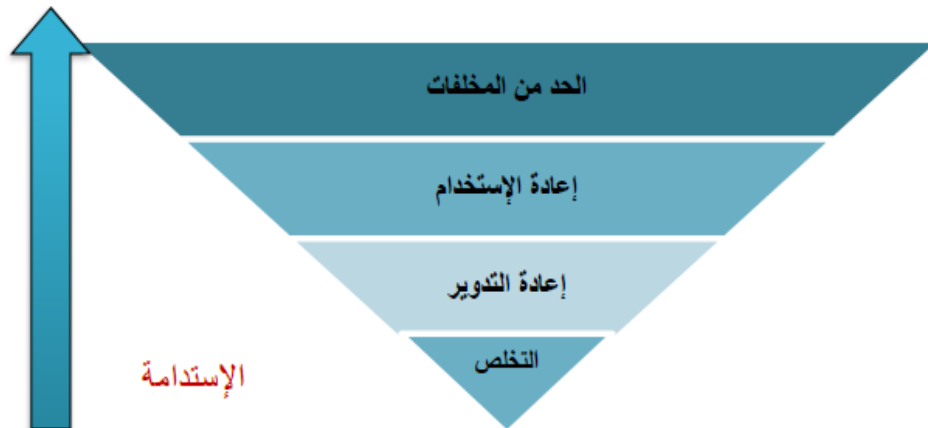 الحد من المخلفات
إعادة الإستخدام
إعادة التدوير
التخلص
الإستدامة